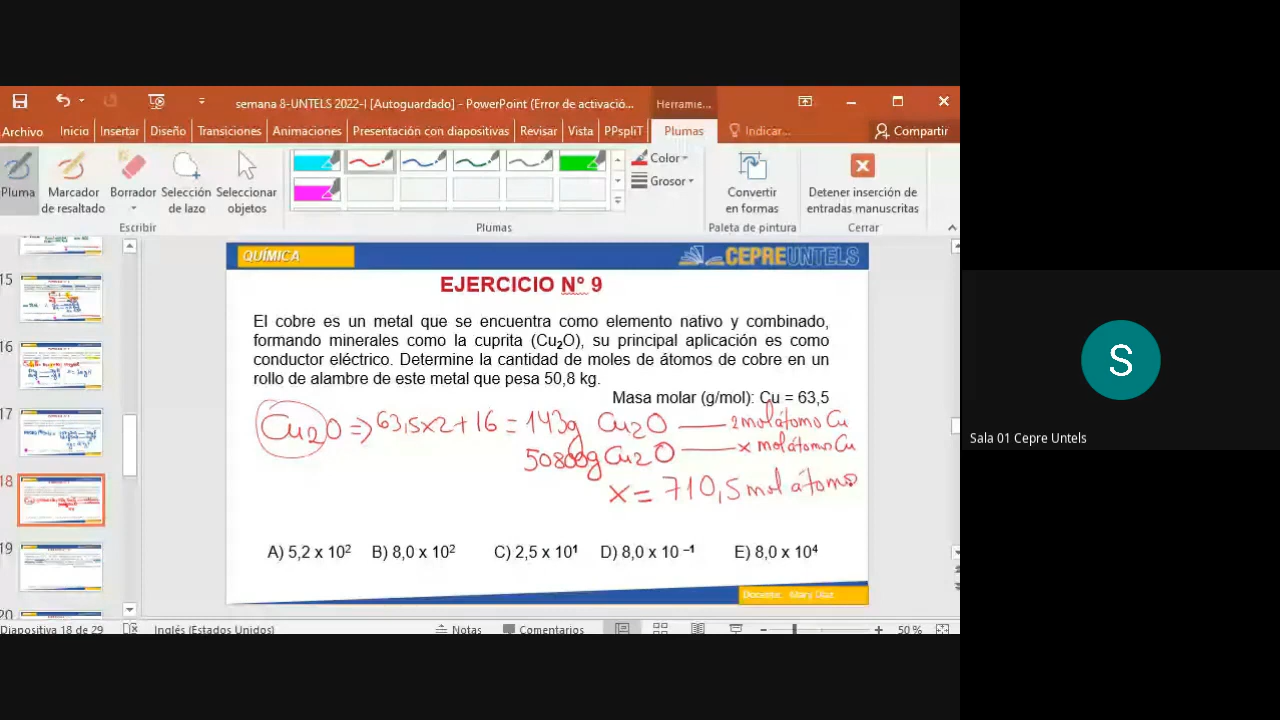 semana 8-UNTELS 2022-I [Autoguardado] - PowerPoint (Error de activació...
Herramie...
Archivo
Inicio
Insertar
Diseño
Transiciones
Animaciones
Presentación con diapositivas
Revisar
Vista
PPspliT
Plumas
Indicar...
Compartir
Pluma
Marcador de resaltado
Borrador
Selección de lazo
Seleccionar objetos
Color
Grosor
Convertir en formas
Detener inserción de entradas manuscritas
Escribir
Plumas
Paleta de pintura
Cerrar
15
16
17
18
19
20
QUÍMICA
CEPREUNTELS
EJERCICIO Nº 9
El cobre es un metal que se encuentra como elemento nativo y combinado,
formando minerales como la cuprita (Cu₂O), su principal aplicación es como
conductor eléctrico. Determine la cantidad de moles de átomos de cobre en un
rollo de alambre de este metal que pesa 50,8 kg.
Masa molar (g/mol): Cu = 63,5
Cu₂O => 63,5x2+16 = 143g Cu₂O — 2 mol átomo Cu
50800g Cu₂O — x mol átomo Cu
x = 710,5 mol átomo
A) 5,2 x 10² B) 8,0 x 10² C) 2,5 x 10¹ D) 8,0 x 10 ⁻¹ E) 8,0 x 10⁴
Docente: Mary Díaz
Diapositiva 18 de 29
Inglés (Estados Unidos)
Notas
Comentarios
50 %
S
Sala 01 Cepre Untels